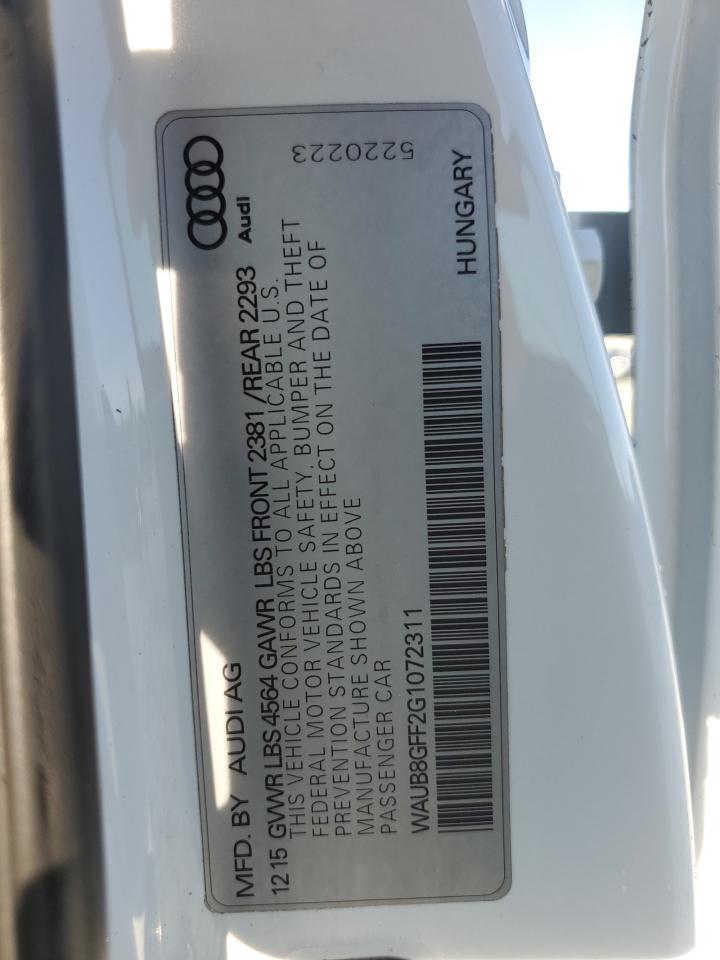 MFD. BY AUDI AG
Audi
12 15 GVWR LBS 4564 GAWR LBS FRONT 2381 /REAR 2293
THIS VEHICLE CONFORMS TO ALL APPLICABLE U.S.
FEDERAL MOTOR VEHICLE SAFETY, BUMPER AND THEFT
PREVENTION STANDARDS IN EFFECT ON THE DATE OF
MANUFACTURE SHOWN ABOVE
PASSENGER CAR
5220223
WAUB8GFF2G1072311
HUNGARY